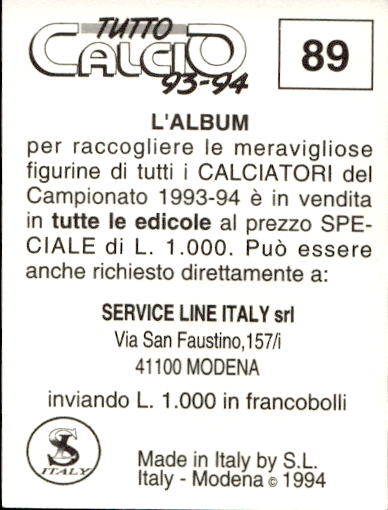 TUTTO
CALCIO
93-94
89
L'ALBUM
per raccogliere le meravigliose
figurine di tutti i CALCIATORI del
Campionato 1993-94 è in vendita
in tutte le edicole al prezzo SPE-
CIALE di L. 1.000. Può essere
anche richiesto direttamente a:
SERVICE LINE ITALY srl
Via San Faustino,157/i
41100 MODENA
inviando L. 1.000 in francobolli
SL
ITALY
Made in Italy by S.L.
Italy - Modena © 1994